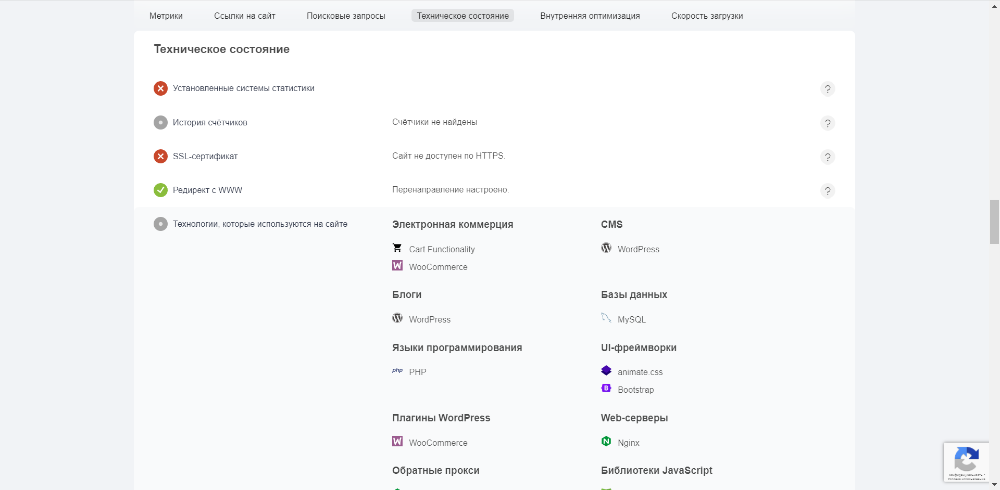 Метрики
Ссылки на сайт
Поисковые запросы
Техническое состояние
Внутренняя оптимизация
Скорость загрузки
Техническое состояние
Установленные системы статистики
?
История счётчиков
Счётчики не найдены
?
SSL-сертификат
Сайт не доступен по HTTPS.
?
Редирект с WWW
Перенаправление настроено.
?
Технологии, которые используются на сайте
Электронная коммерция
Cart Functionality
W WooCommerce
CMS
W WordPress
Блоги
W WordPress
Базы данных
MySQL
Языки программирования
php PHP
UI-фреймворки
animate.css
B Bootstrap
Плагины WordPress
W WooCommerce
Web-серверы
N Nginx
Обратные прокси
Библиотеки JavaScript
Конфиденциальность -
Условия использования